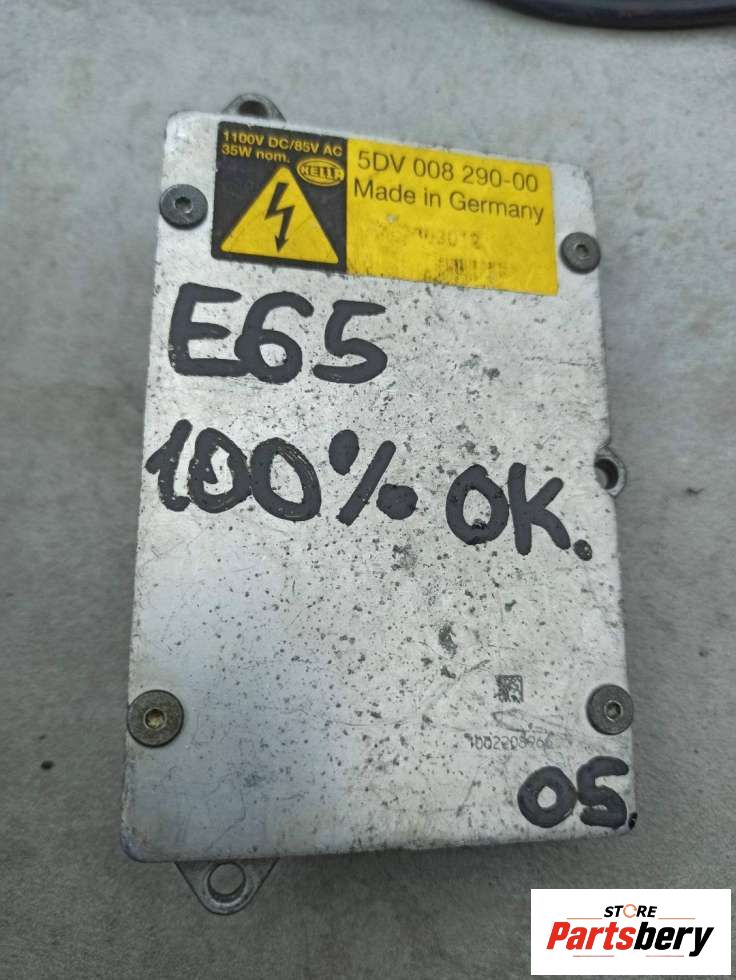 1100V DC/85V AC
35W nom.
HELLA
5DV 008 290-00
Made in Germany
E65
100% OK.
05.
STORE
Partsbery